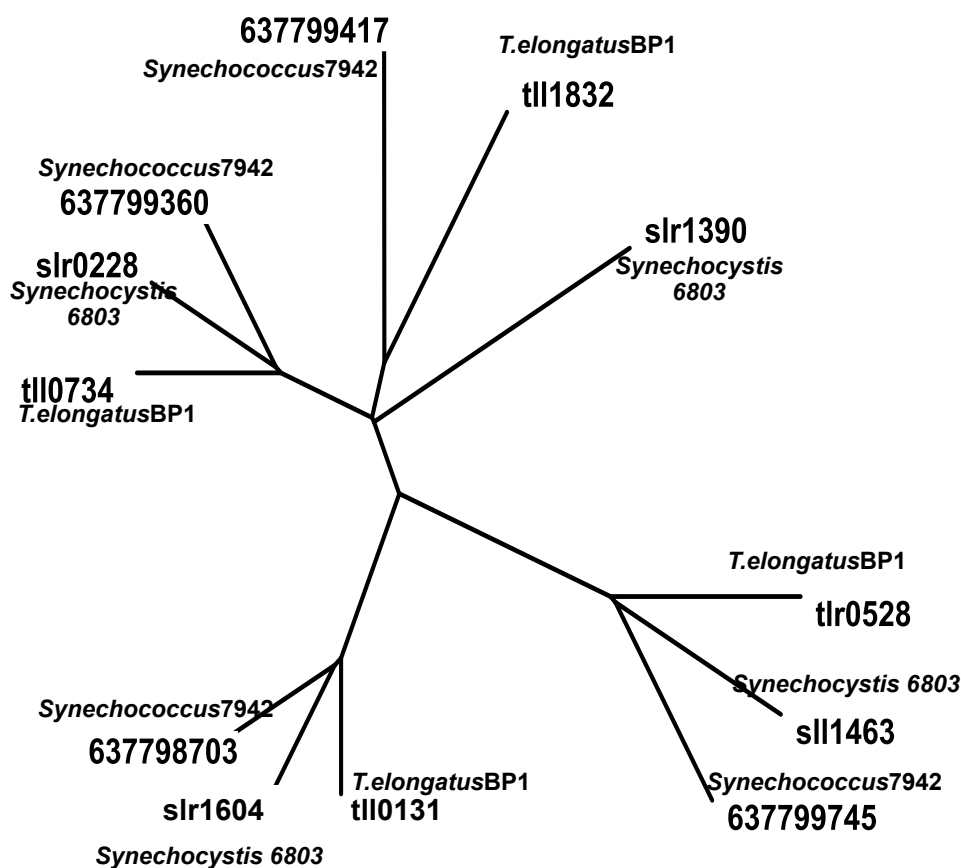 637799417
Synechococcus7942
T.elongatusBP1
tll1832
Synechococcus7942
637799360
slr0228
Synechocystis
6803
tll0734
T.elongatusBP1
slr1390
Synechocystis
6803
T.elongatusBP1
tlr0528
Synechocystis 6803
sll1463
Synechococcus7942
637799745
Synechococcus7942
637798703
slr1604
Synechocystis 6803
T.elongatusBP1
tll0131